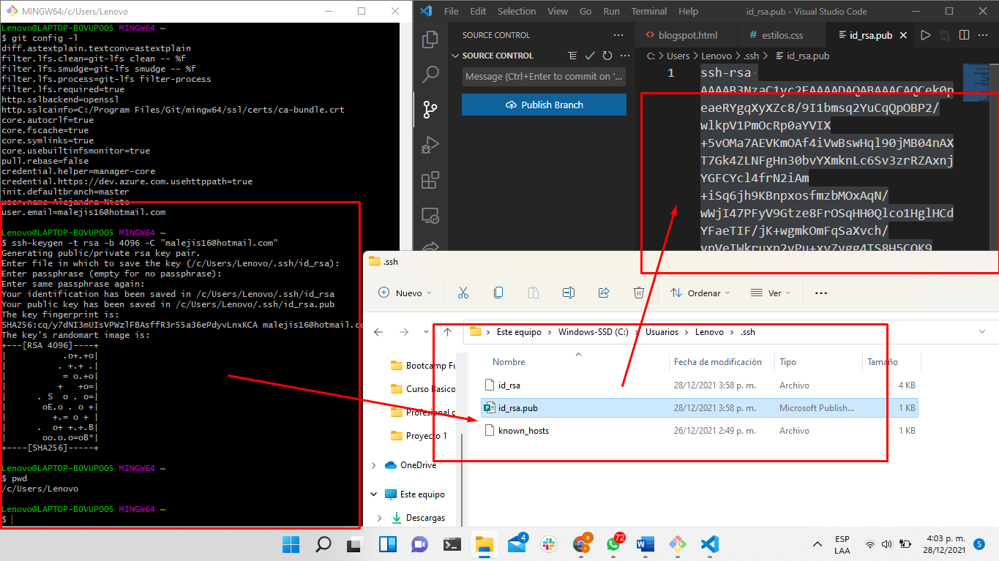 MINGW64:/c/Users/Lenovo
Lenovo@LAPTOP-BOVUPOO5 MINGW64 ~
$ git config -l
diff.astextplain.textconv=astextplain
filter.lfs.clean=git-lfs clean -- %f
filter.lfs.smudge=git-lfs smudge -- %f
filter.lfs.process=git-lfs filter-process
filter.lfs.required=true
http.sslbackend=openssl
http.sslcainfo=C:/Program Files/Git/mingw64/ssl/certs/ca-bundle.crt
core.autocrlf=true
core.fscache=true
core.symlinks=true
core.usebuiltinfsmonitor=true
pull.rebase=false
credential.helper=manager-core
credential.https://dev.azure.com.usehttppath=true
init.defaultbranch=master
user.name=Alejandra Nieto
user.email=malejis16@hotmail.com
Lenovo@LAPTOP-BOVUPOO5 MINGW64 ~
$ ssh-keygen -t rsa -b 4096 -C "malejis16@hotmail.com"
Generating public/private rsa key pair.
Enter file in which to save the key (/c/Users/Lenovo/.ssh/id_rsa):
Enter passphrase (empty for no passphrase):
Enter same passphrase again:
Your identification has been saved in /c/Users/Lenovo/.ssh/id_rsa
Your public key has been saved in /c/Users/Lenovo/.ssh/id_rsa.pub
The key fingerprint is:
SHA256:cq/y7dNI3mUIsVPWzlFBAsffR3r55a36ePdyvLnxKCA malejis16@hotmail.co
The key's randomart image is:
+---[RSA 4096]----+
|           .o+.+o|
|          . +.+ .|
|           = o.+o|
|          +   +o=|
|      . S  o . o=|
|       oE.o . o +|
|         +.= o + |
|      .  o+ +.+.B|
|       oo.o.o=oB*|
+----[SHA256]-----+
Lenovo@LAPTOP-BOVUPOO5 MINGW64 ~
$ pwd
/c/Users/Lenovo
Lenovo@LAPTOP-BOVUPOO5 MINGW64 ~
$
File Edit Selection View Go Run Terminal Help id_rsa.pub - Visual Studio Code
SOURCE CONTROL
SOURCE CONTROL
Message (Ctrl+Enter to commit on '...
Publish Branch
blospot.html # estilos.css id_rsa.pub
C: > Users > Lenovo > .ssh > id_rsa.pub
1 ssh-rsa
AAAAB3NzaC1yc2EAAAADAQABAAACAQCek0p
eaeRYgqXyXZc8/9I1bmsq2YuCqQpOBP2/
wlkpV1PmOcRp0aYVIX
+5vOMa7AEVKmOAf4iVwBswHql90jMB04nAX
T7Gk4ZLNFgHn30bvYXmknLc6Sv3zrRZAxnj
YGFCYcl4frN2iAm
+iSq6jh9KBnpxosfmzbMOxAqN/
wWjI47PFyV9Gtze8FrOSqHH0Qlco1HglHCd
YFaeTIF/jK+wgmkOmFqSaXvch/
.ssh
Nuevo Ordenar Ver
Este equipo > Windows-SSD (C:) > Usuarios > Lenovo > .ssh
Bootcamp Fu
Curso Basico
Profesional d
Proyecto 1
OneDrive
Este equipo
Descargas
Nombre Fecha de modificación Tipo Tamaño
id_rsa 28/12/2021 3:58 p. m. Archivo 4 KB
id_rsa.pub 28/12/2021 3:58 p. m. Microsoft Publish... 1 KB
known_hosts 26/12/2021 2:49 p. m. Archivo 1 KB
4
a
72
ESP
LAA
4:03 p. m.
28/12/2021
5